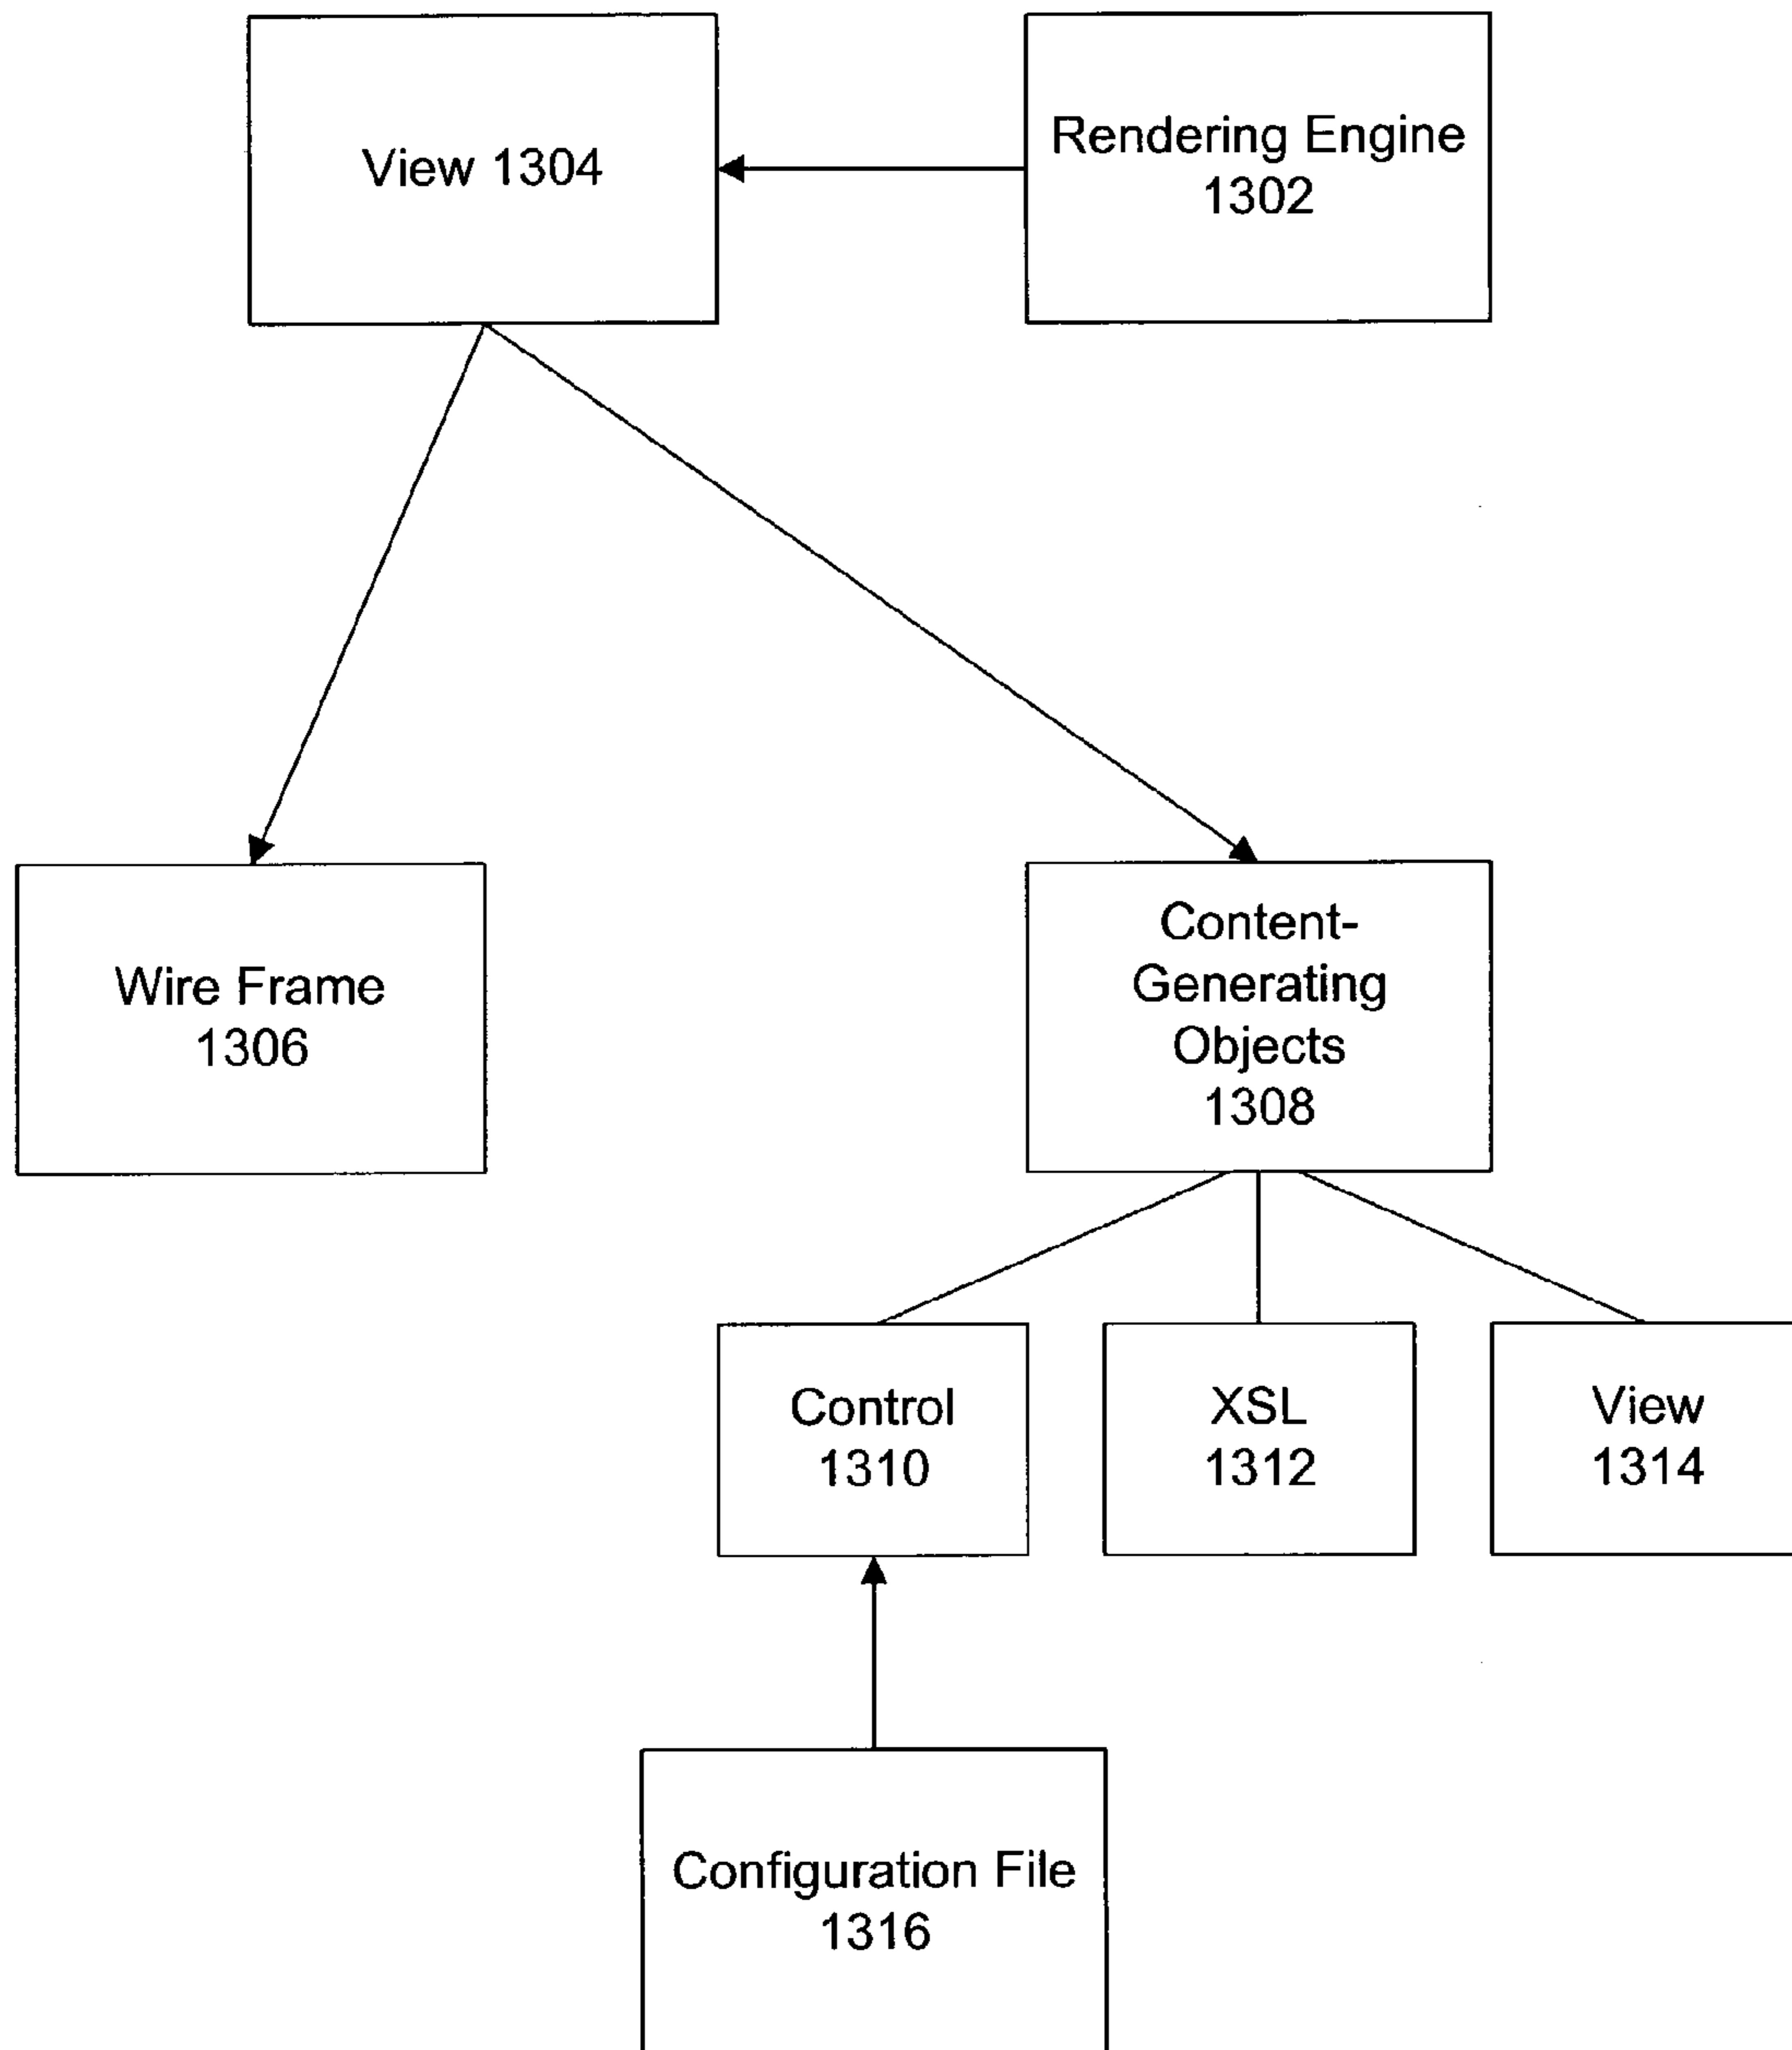 View 1304
Rendering Engine
1302
Wire Frame
1306
Content-
Generating
Objects
1308
Control
1310
XSL
1312
View
1314
Configuration File
1316